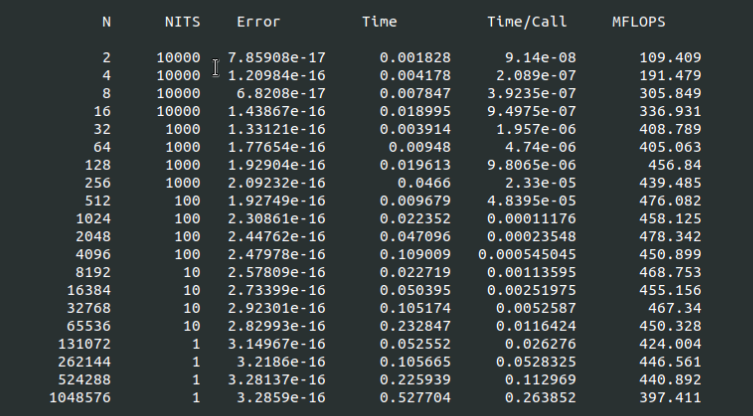 N NITS Error Time Time/Call MFLOPS
2 10000 7.85908e-17 0.001828 9.14e-08 109.409
4 10000 1.20984e-16 0.004178 2.089e-07 191.479
8 10000 6.8208e-17 0.007847 3.9235e-07 305.849
16 10000 1.43867e-16 0.018995 9.4975e-07 336.931
32 1000 1.33121e-16 0.003914 1.957e-06 408.789
64 1000 1.77654e-16 0.00948 4.74e-06 405.063
128 1000 1.92904e-16 0.019613 9.8065e-06 456.84
256 1000 2.09232e-16 0.0466 2.33e-05 439.485
512 100 1.92749e-16 0.009679 4.8395e-05 476.082
1024 100 2.30861e-16 0.022352 0.00011176 458.125
2048 100 2.44762e-16 0.047096 0.00023548 478.342
4096 100 2.47978e-16 0.109009 0.000545045 450.899
8192 10 2.57809e-16 0.022719 0.00113595 468.753
16384 10 2.73399e-16 0.050395 0.00251975 455.156
32768 10 2.92301e-16 0.105174 0.0052587 467.34
65536 10 2.82993e-16 0.232847 0.0116424 450.328
131072 1 3.14967e-16 0.052552 0.026276 424.004
262144 1 3.2186e-16 0.105665 0.0528325 446.561
524288 1 3.28137e-16 0.225939 0.112969 440.892
1048576 1 3.2859e-16 0.527704 0.263852 397.411